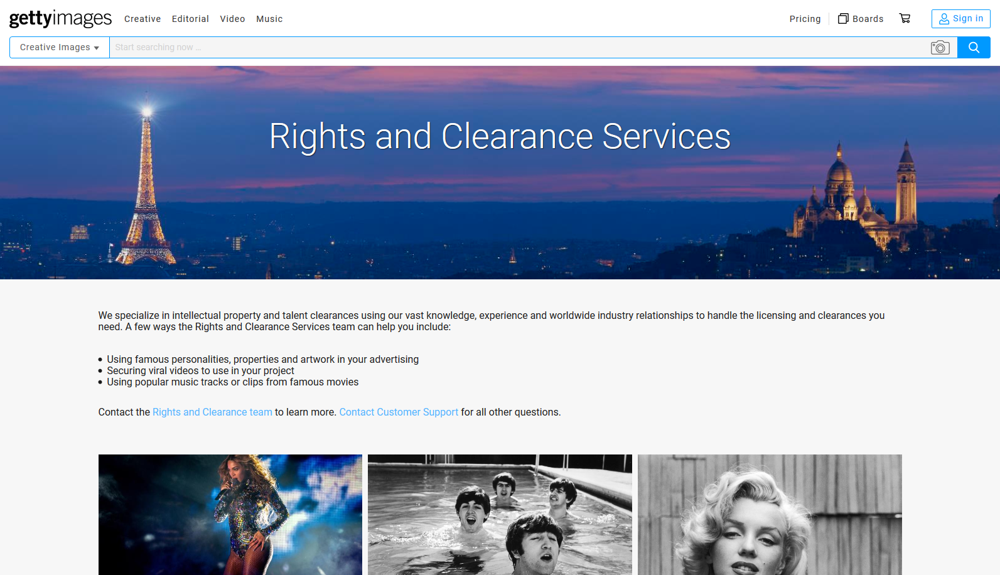 gettyimages Creative Editorial Video Music Pricing Boards Sign in
Creative Images Start searching now ...
Rights and Clearance Services
We specialize in intellectual property and talent clearances using our vast knowledge, experience and worldwide industry relationships to handle the licensing and clearances you
need. A few ways the Rights and Clearance Services team can help you include:
• Using famous personalities, properties and artwork in your advertising
• Securing viral videos to use in your project
• Using popular music tracks or clips from famous movies
Contact the Rights and Clearance team to learn more. Contact Customer Support for all other questions.